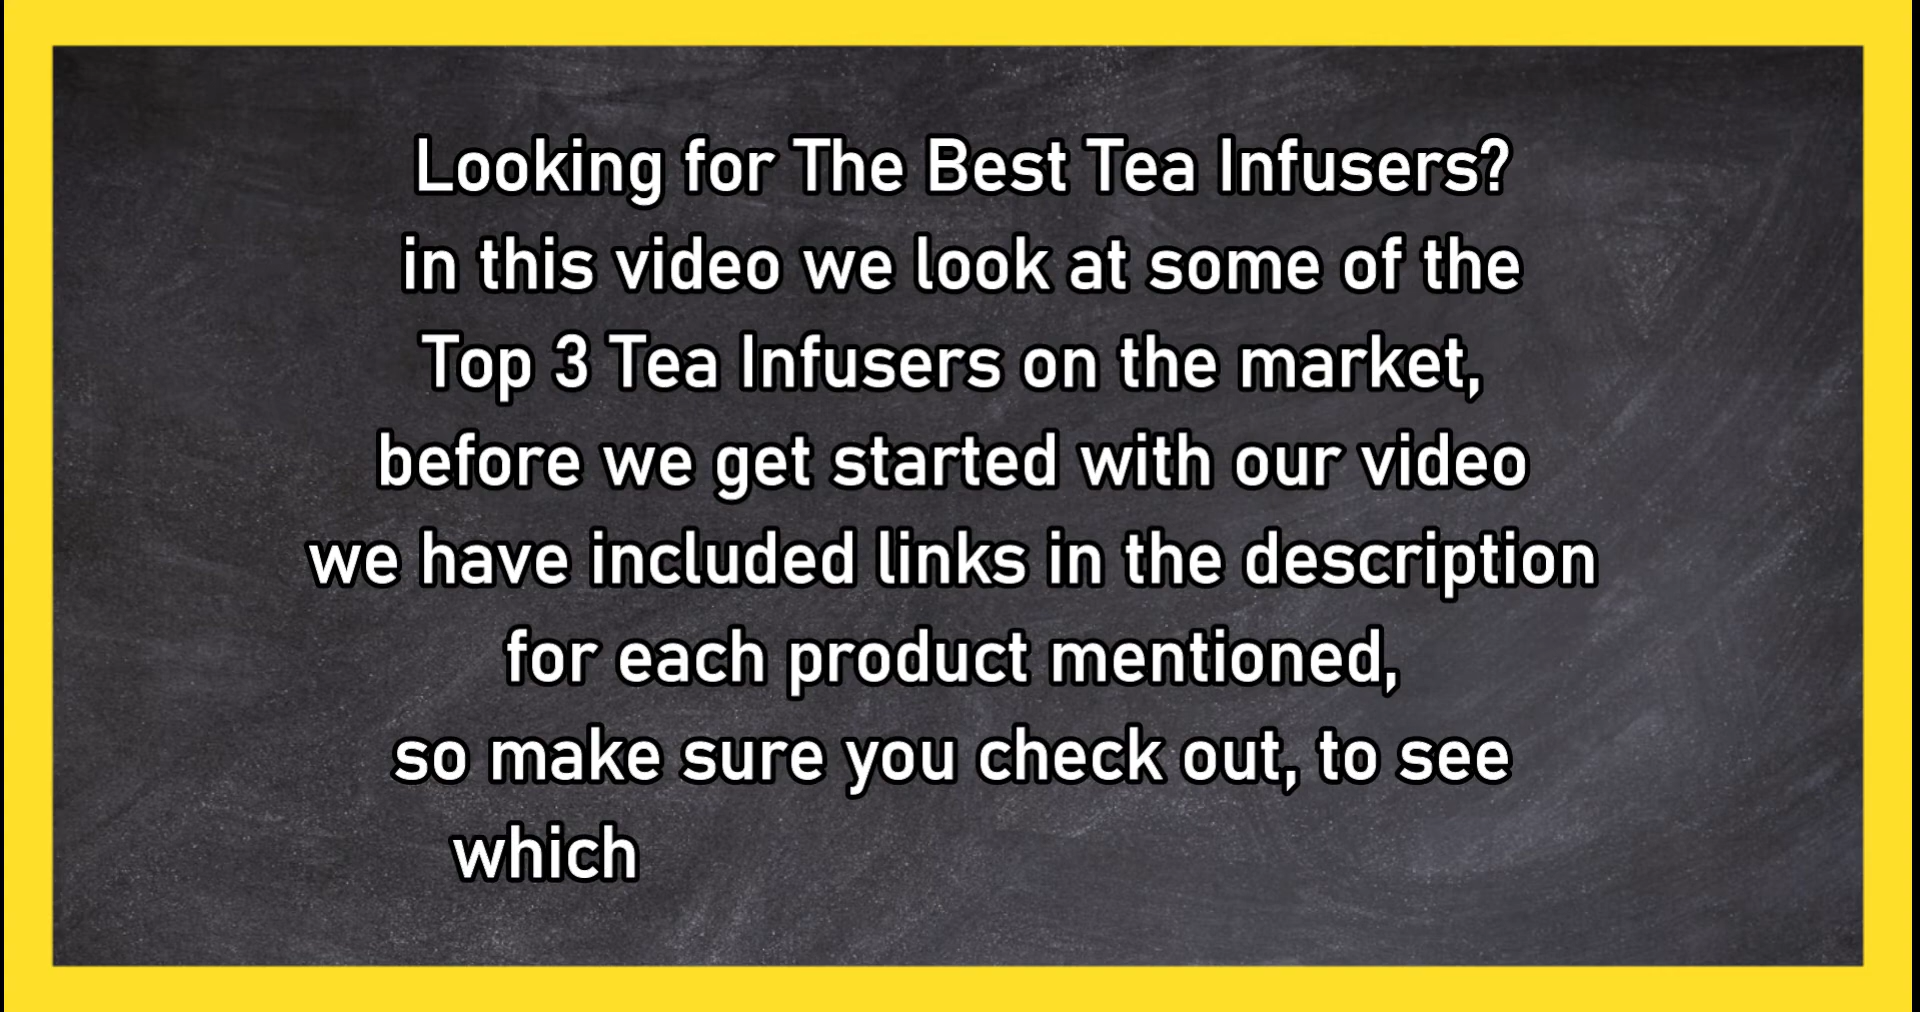 Looking for The Best Tea Infusers?
in this video we look at some of the
Top 3 Tea Infusers on the market,
before we get started with our video
we have included links in the description
for each product mentioned,
so make sure you check out, to see
which